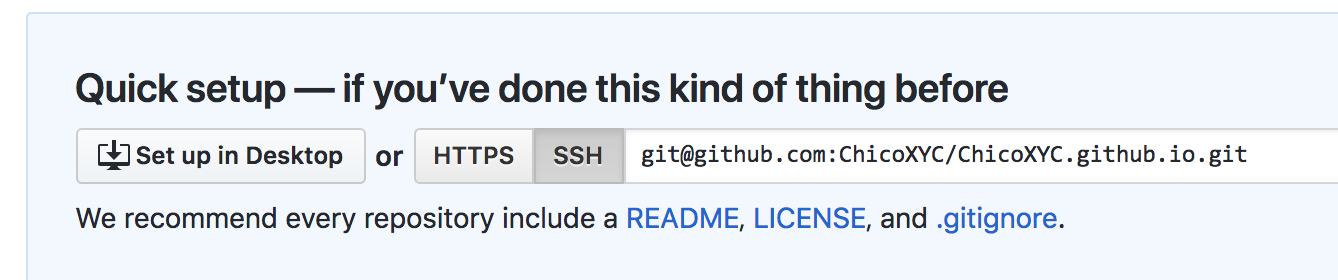 Quick setup — if you’ve done this kind of thing before
Set up in Desktop or HTTPS SSH git@github.com:ChicoXYC/ChicoXYC.github.io.git
We recommend every repository include a README, LICENSE, and .gitignore.